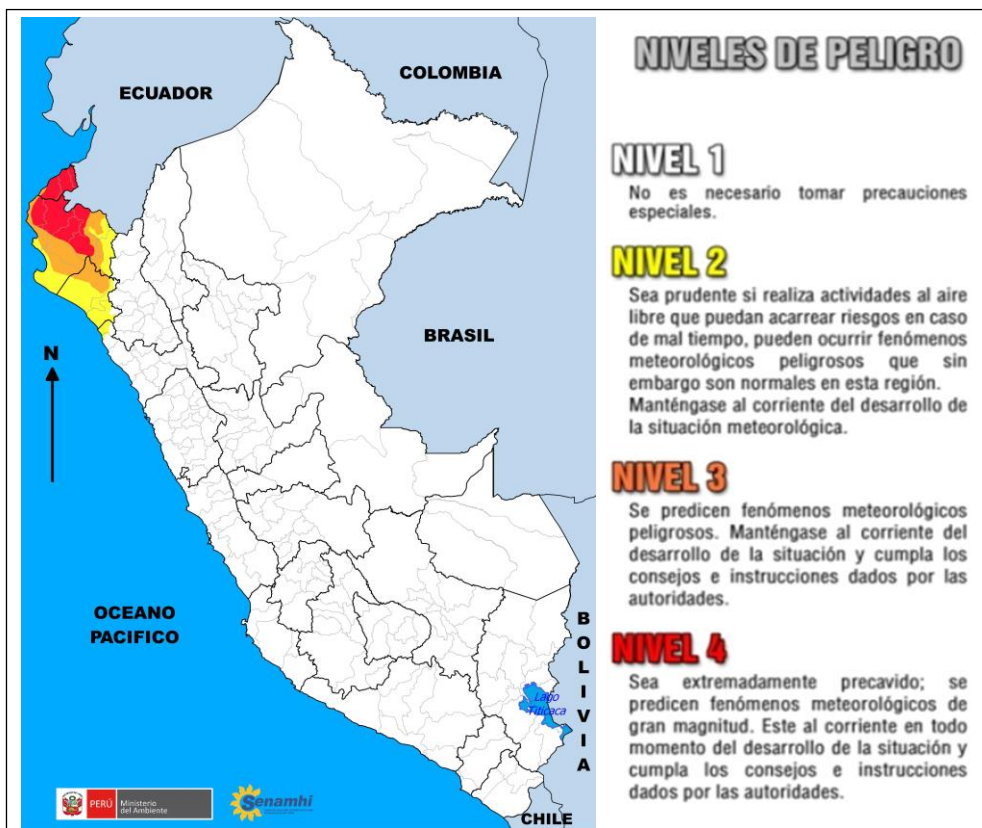 ECUADOR
COLOMBIA
BRASIL
N
OCEANO
PACIFICO
BOLIVIA
Lago
Titicaca
CHILE
PERÚ
Ministerio
del Ambiente
Senamhi
NIVELES DE PELIGRO
NIVEL 1
No es necesario tomar precauciones
especiales.
NIVEL 2
Sea prudente si realiza actividades al aire
libre que puedan acarrear riesgos en caso
de mal tiempo, pueden ocurrir fenómenos
meteorológicos peligrosos que sin
embargo son normales en esta región.
Manténgase al corriente del desarrollo de
la situación meteorológica.
NIVEL 3
Se predicen fenómenos meteorológicos
peligrosos. Manténgase al corriente del
desarrollo de la situación y cumpla los
consejos e instrucciones dados por las
autoridades.
NIVEL 4
Sea extremadamente precavido; se
predicen fenómenos meteorológicos de
gran magnitud. Este al corriente en todo
momento del desarrollo de la situación y
cumpla los consejos e instrucciones
dados por las autoridades.